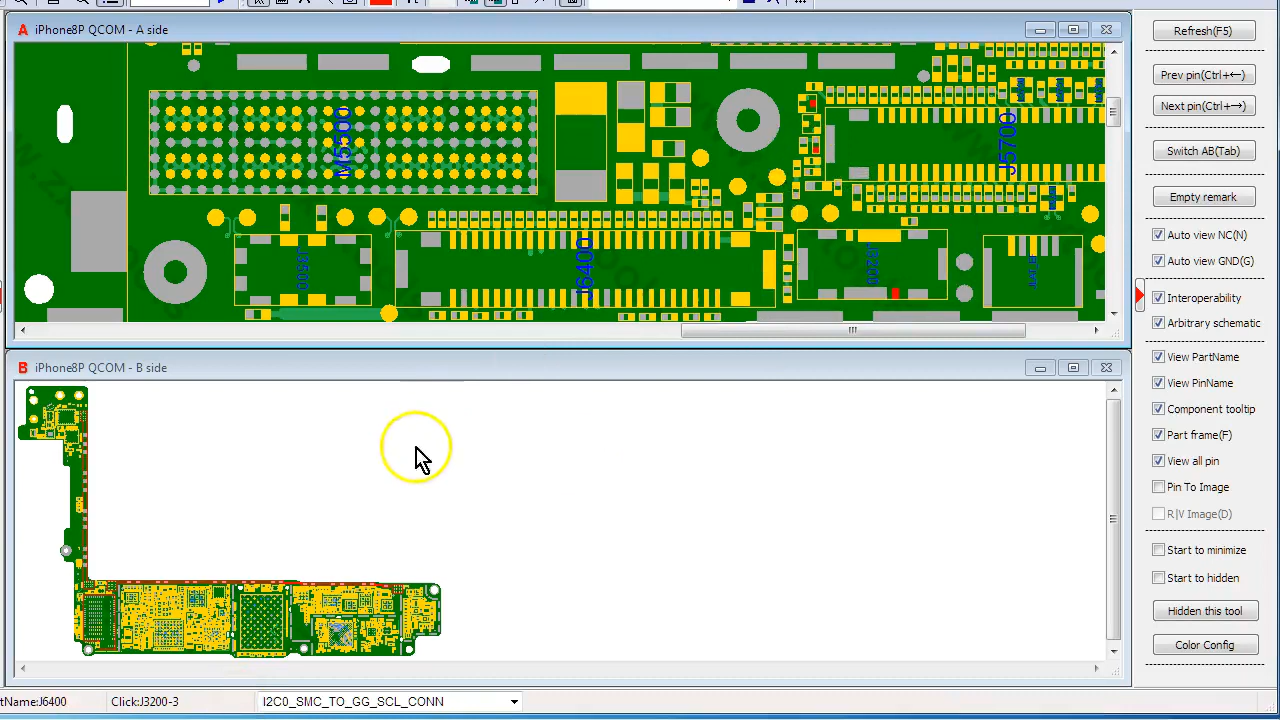 A iPhone8P QCOM - A side
M5500
J5700
J3500
J6400
J3200
B iPhone8P QCOM - B side
Refresh(F5)
Prev pin(Ctrl+←)
Next pin(Ctrl+→)
Switch AB(Tab)
Empty remark
Auto view NC(N)
Auto view GND(G)
Interoperability
Arbitrary schematic
View PartName
View PinName
Component tooltip
Part frame(F)
View all pin
Pin To Image
R|V Image(D)
Start to minimize
Start to hidden
Hidden this tool
Color Config
tName:J6400 Click:J3200-3 I2C0_SMC_TO_GG_SCL_CONN